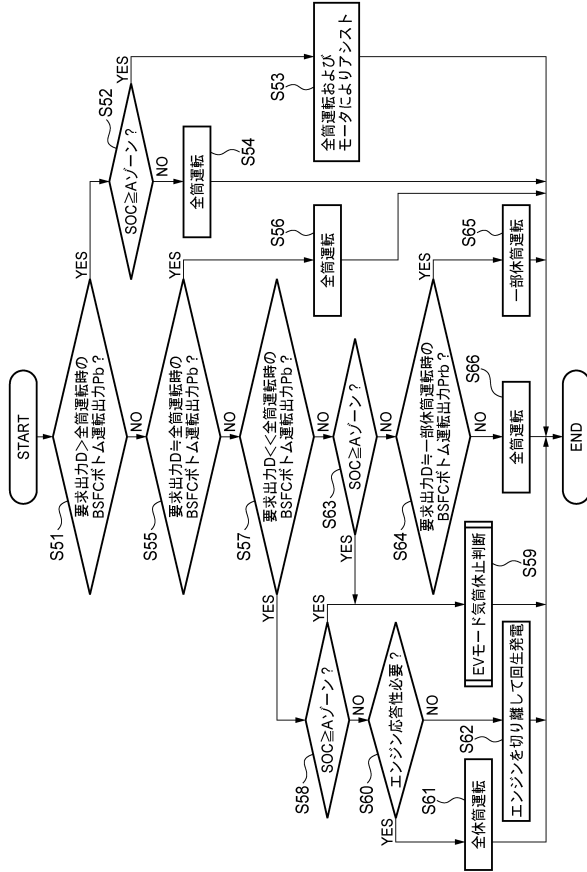 START
S51
要求出力D>全筒運転時の
BSFCボトム運転出力Pb？
YES
NO
S52
SOC≧Aゾーン？
YES
NO
S53
全筒運転および
モータによりアシスト
S54
全筒運転
S55
要求出力D≒全筒運転時の
BSFCボトム運転出力Pb？
YES
NO
S56
全筒運転
S57
要求出力D<<全筒運転時の
BSFCボトム運転出力Pb？
YES
NO
S58
SOC≧Aゾーン？
YES
NO
S59
EVモード気筒休止判断
S60
エンジン応答性必要？
YES
NO
S61
全休筒運転
S62
エンジンを切り離して回生発電
S63
SOC≧Aゾーン？
YES
NO
S64
要求出力D≒一部休筒運転時の
BSFCボトム運転出力Prb？
YES
NO
S65
一部休筒運転
S66
全筒運転
END